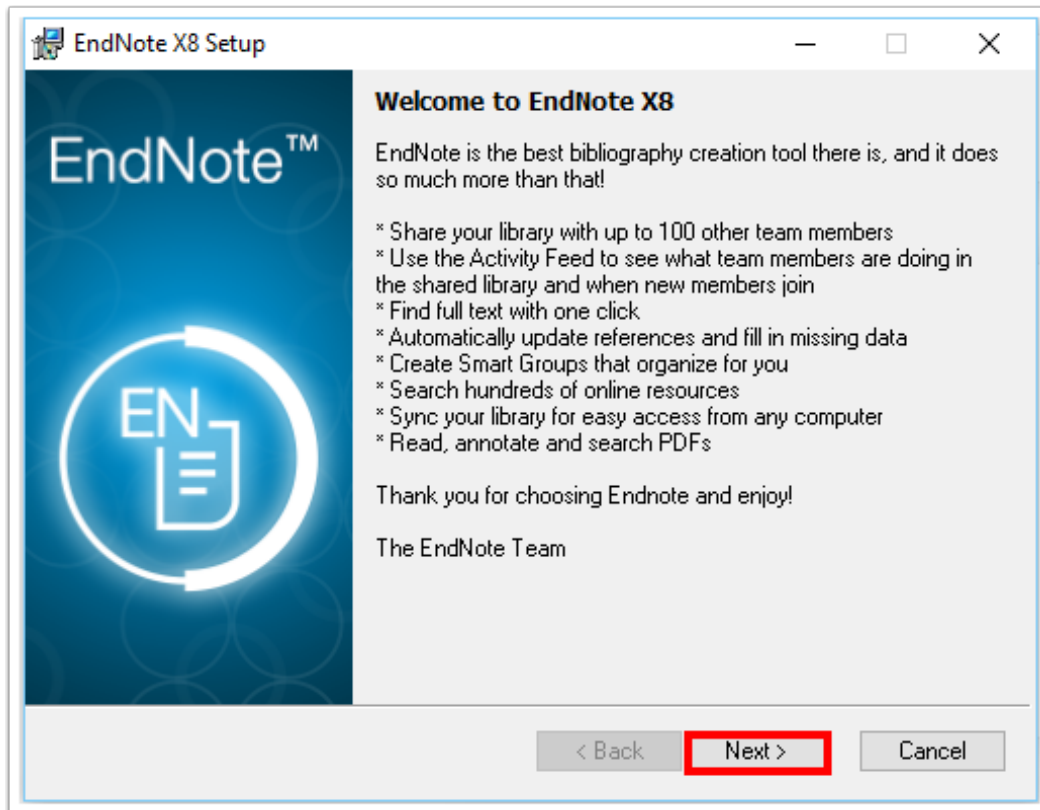 EndNote X8 Setup
EndNote™
EN
Welcome to EndNote X8
EndNote is the best bibliography creation tool there is, and it does
so much more than that!
* Share your library with up to 100 other team members
* Use the Activity Feed to see what team members are doing in
the shared library and when new members join
* Find full text with one click
* Automatically update references and fill in missing data
* Create Smart Groups that organize for you
* Search hundreds of online resources
* Sync your library for easy access from any computer
* Read, annotate and search PDFs
Thank you for choosing Endnote and enjoy!
The EndNote Team
< Back
Next >
Cancel